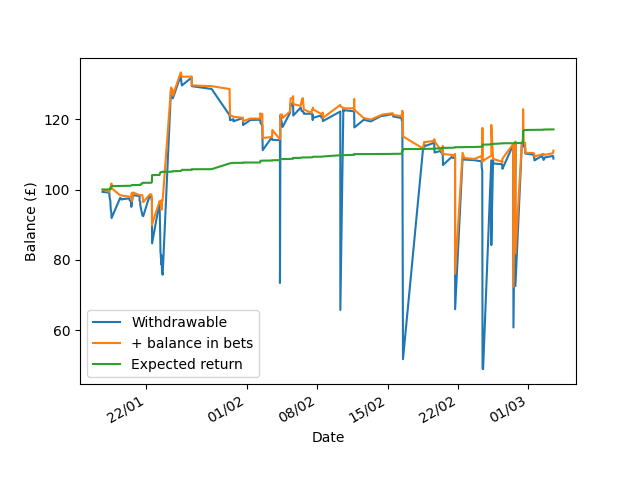 120
100
80
60
Balance (£)
Withdrawable
+ balance in bets
Expected return
22/01
01/02
08/02
15/02
22/02
01/03
Date